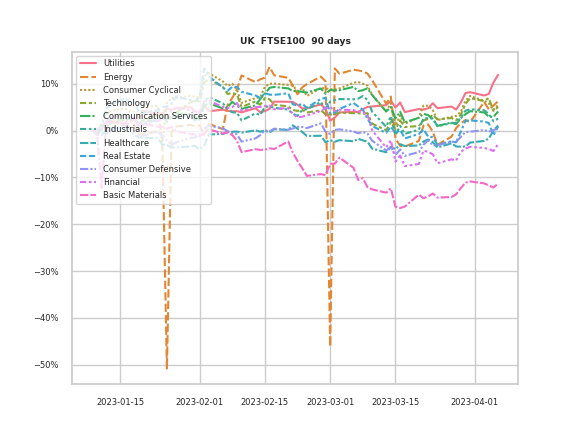 UK  FTSE100  90 days
Utilities
Energy
Consumer Cyclical
Technology
Communication Services
Industrials
Healthcare
Real Estate
Consumer Defensive
Financial
Basic Materials
10%
0%
−10%
−20%
−30%
−40%
−50%
2023-01-15
2023-02-01
2023-02-15
2023-03-01
2023-03-15
2023-04-01